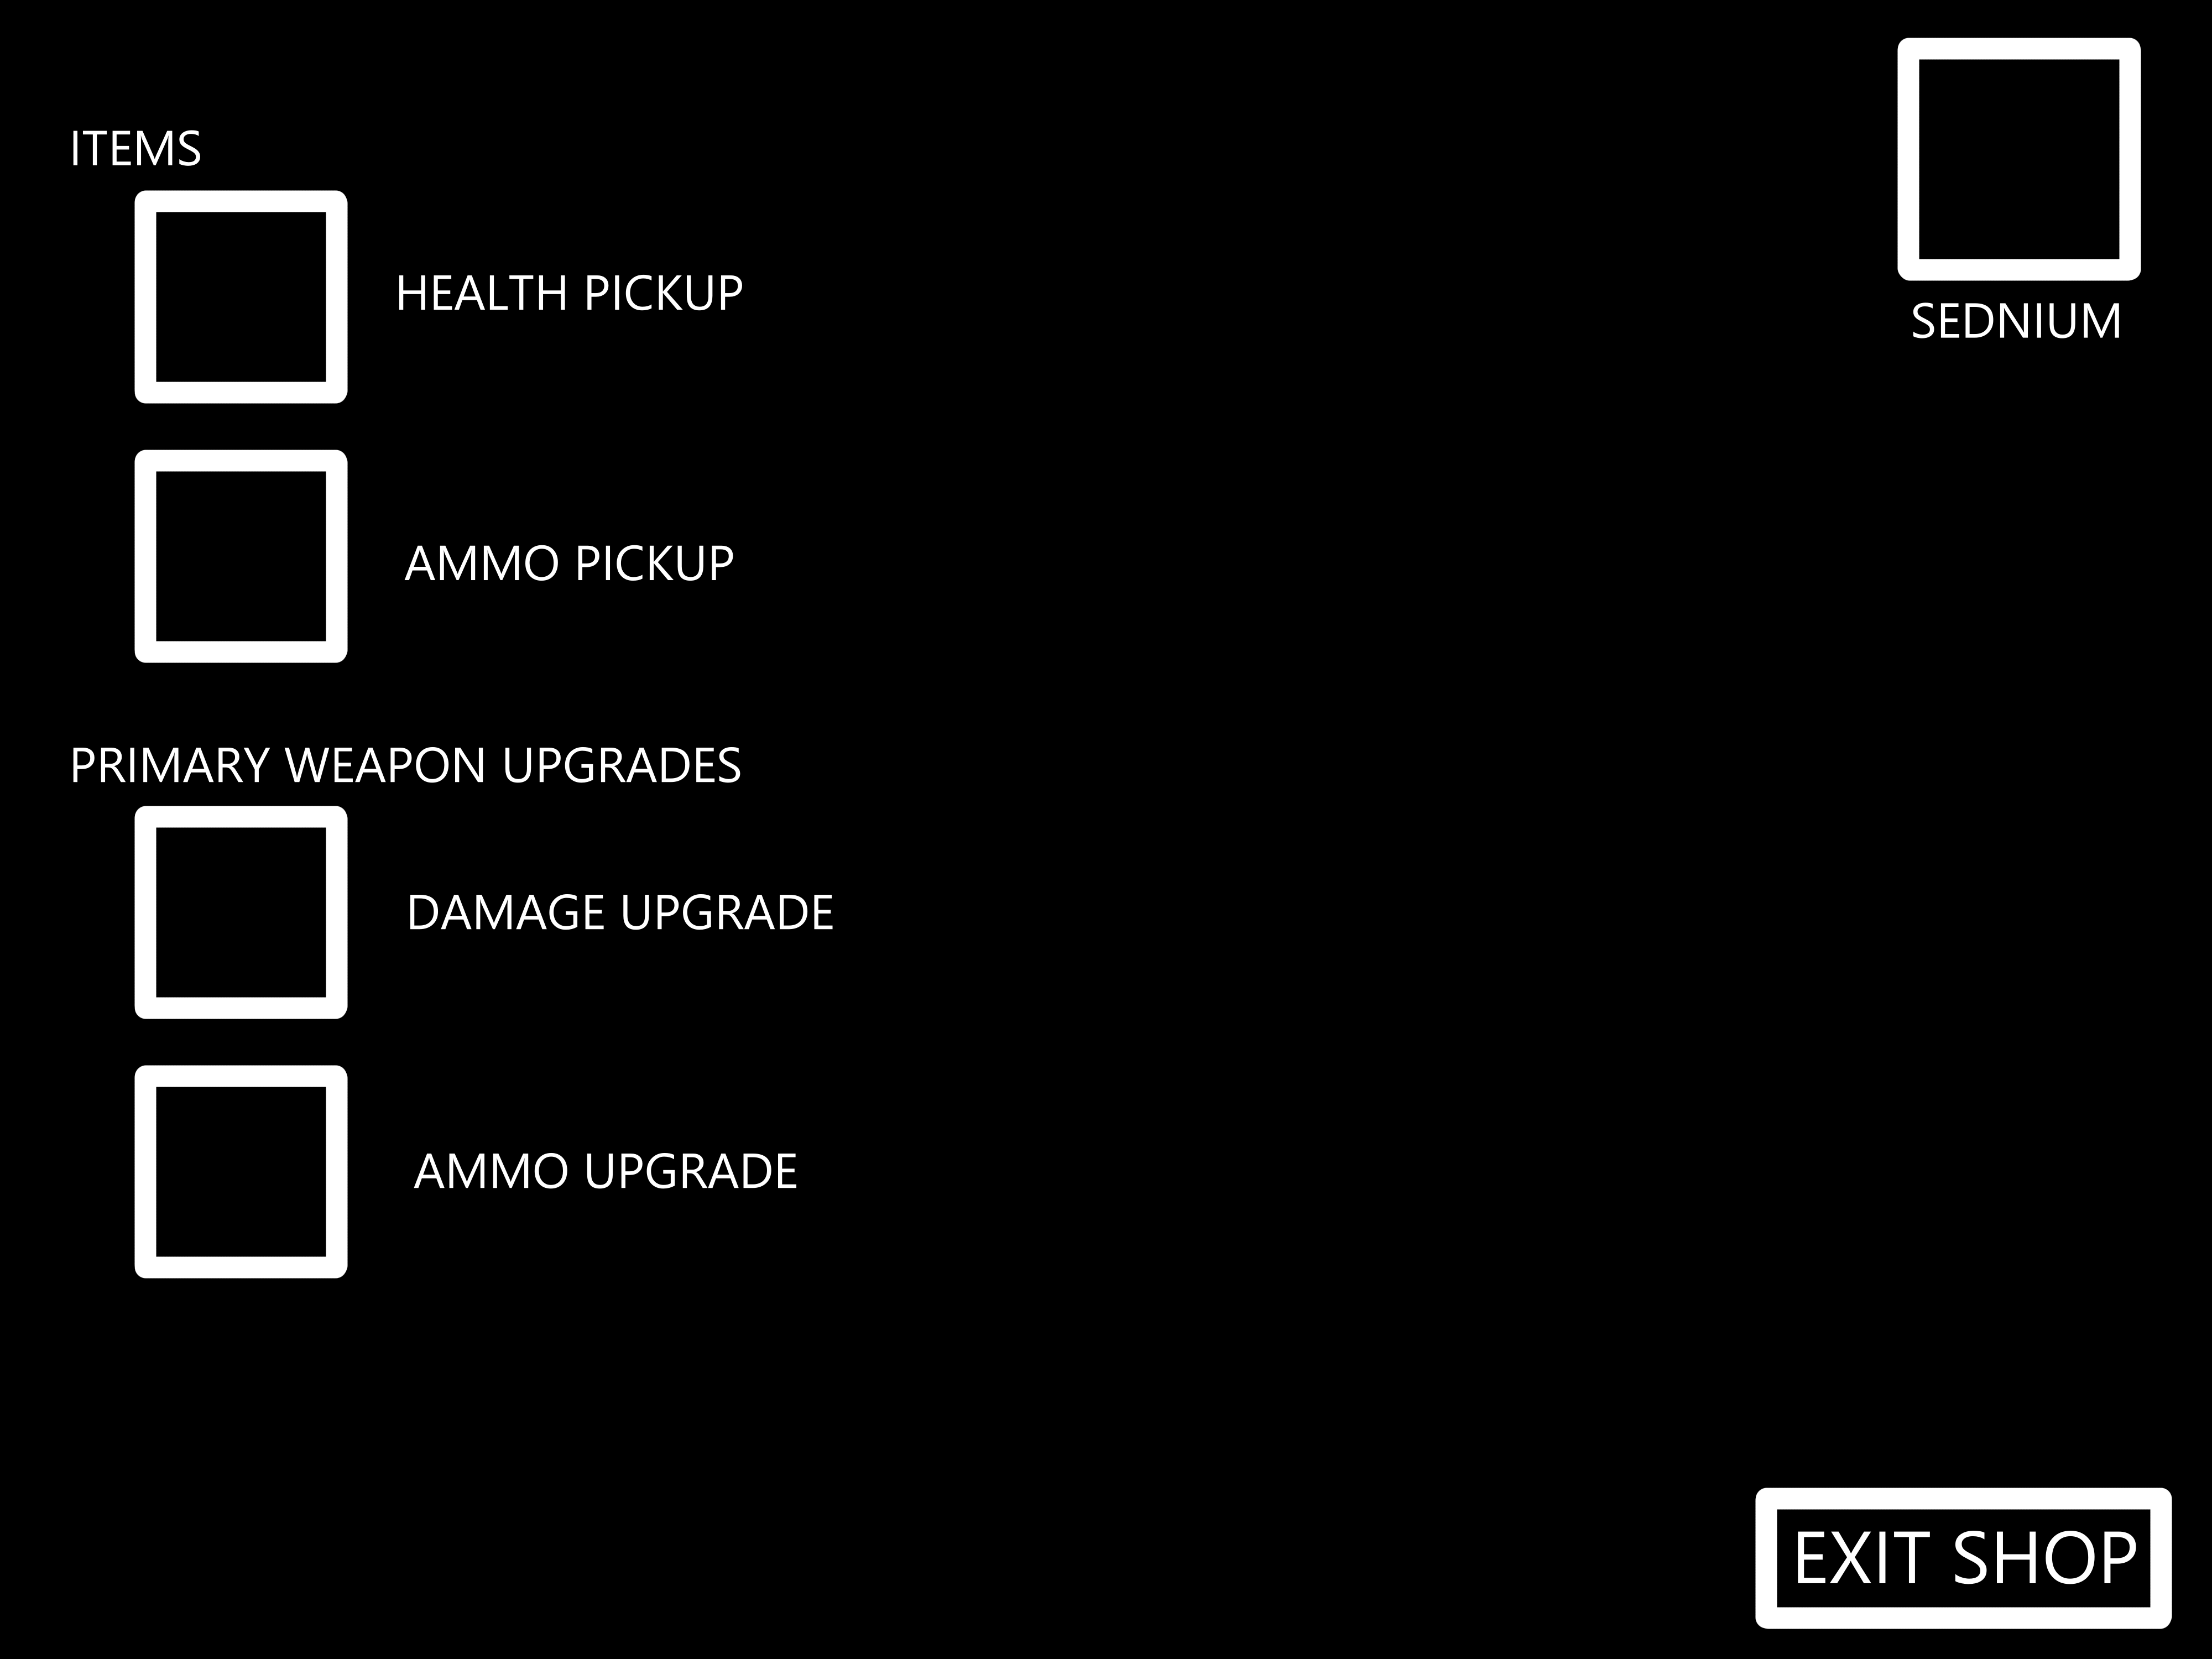 ITEMS
HEALTH PICKUP
SEDNIUM
AMMO PICKUP
PRIMARY WEAPON UPGRADES
DAMAGE UPGRADE
AMMO UPGRADE
EXIT SHOP